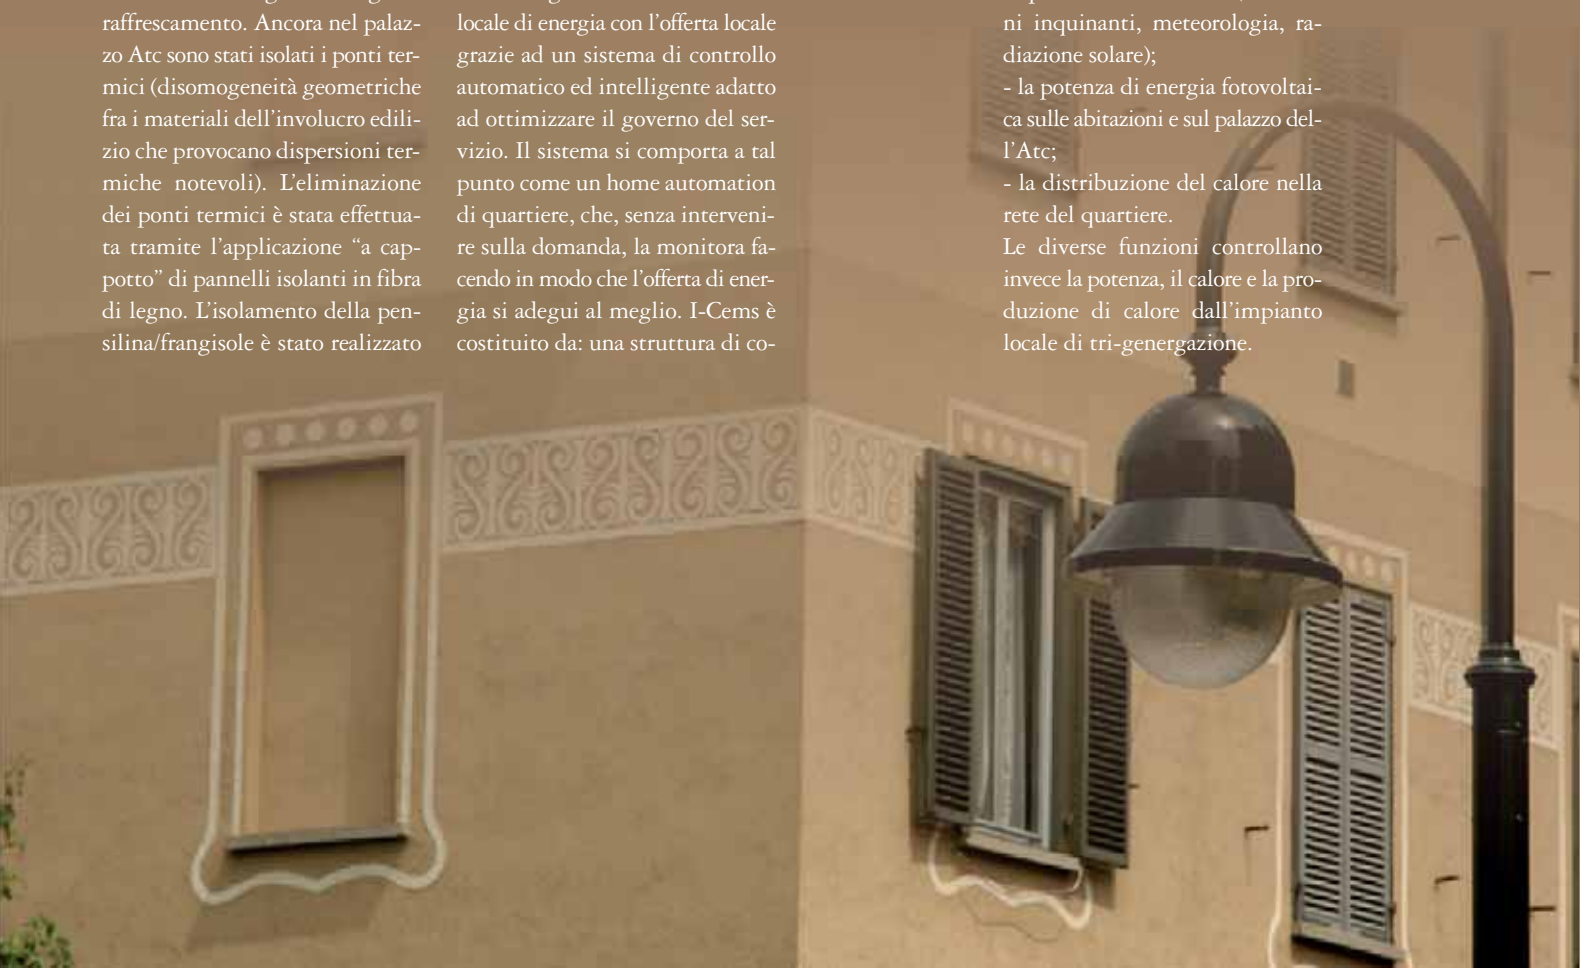 raffrescamento. Ancora nel palaz-
zo Atc sono stati isolati i ponti ter-
mici (disomogeneità geometriche
fra i materiali dell’involucro edili-
zio che provocano dispersioni ter-
miche notevoli). L’eliminazione
dei ponti termici è stata effettua-
ta tramite l’applicazione “a cap-
potto” di pannelli isolanti in fibra
di legno. L’isolamento della pen-
silina/frangisole è stato realizzato
locale di energia con l’offerta locale
grazie ad un sistema di controllo
automatico ed intelligente adatto
ad ottimizzare il governo del ser-
vizio. Il sistema si comporta a tal
punto come un home automation
di quartiere, che, senza interveni-
re sulla domanda, la monitora fa-
cendo in modo che l’offerta di ener-
gia si adegui al meglio. I-Cems è
costituito da: una struttura di co-
ni inquinanti, meteorologia, ra-
diazione solare);
- la potenza di energia fotovoltai-
ca sulle abitazioni e sul palazzo del-
l’Atc;
- la distribuzione del calore nella
rete del quartiere.
Le diverse funzioni controllano
invece la potenza, il calore e la pro-
duzione di calore dall’impianto
locale di tri-genergazione.